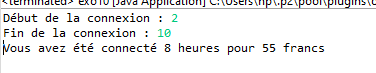 <terminated> exo10 [Java Application] C:\Users\hp\.p2\pool\plugins\
Début de la connexion : 2
Fin de la connexion : 10
Vous avez été connecté 8 heures pour 55 francs